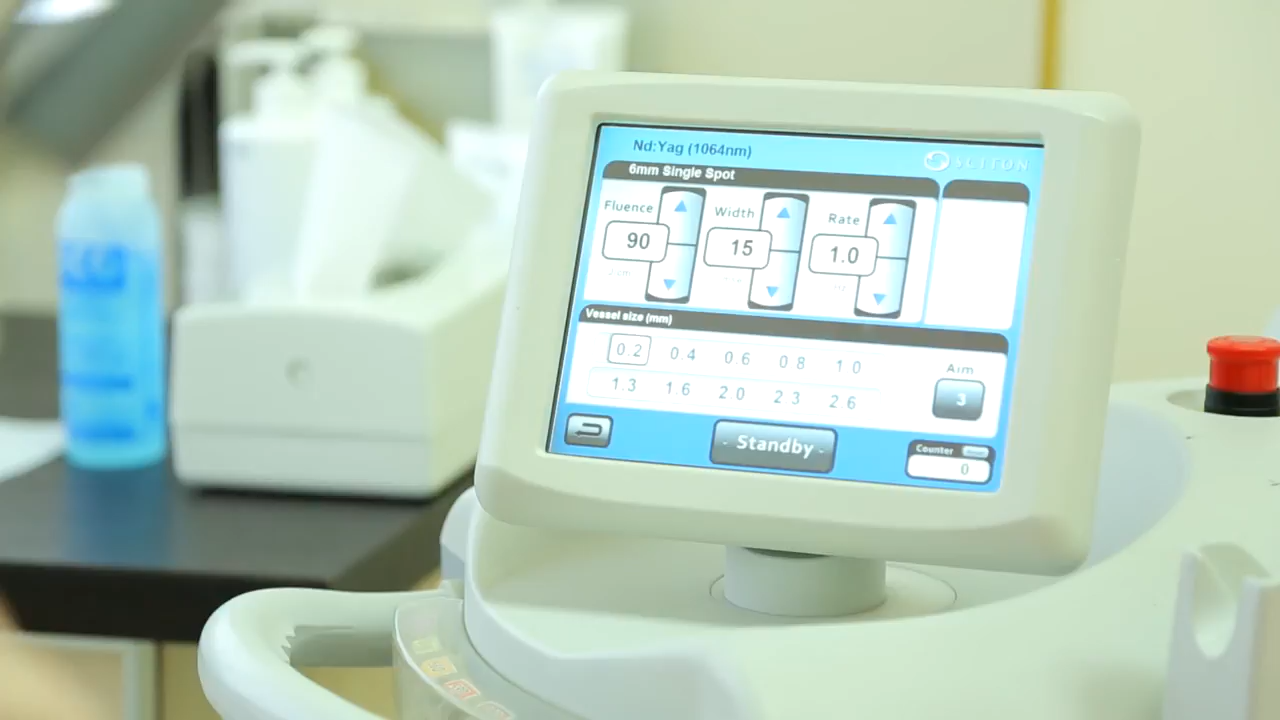 Nd:Yag (1064nm)
SCITON
6mm Single Spot
Fluence Width Rate
90 15 1.0
Vessel size (mm)
0.2 0.4 0.6 0.8 1.0
1.3 1.6 2.0 2.3 2.6
Aim
3
- Standby -
Counter
0